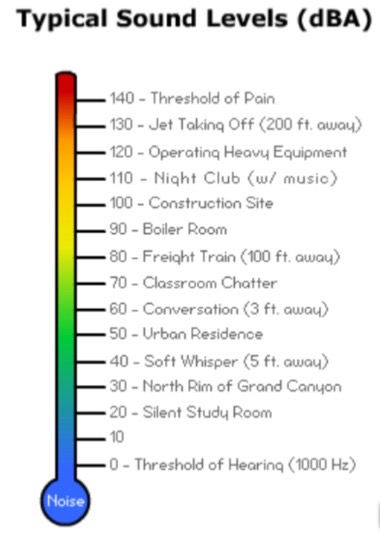 Typical Sound Levels (dBA)
140 - Threshold of Pain
130 - Jet Taking Off (200 ft. away)
120 - Operating Heavy Equipment
110 - Night Club (w/ music)
100 - Construction Site
90 - Boiler Room
80 - Freight Train (100 ft. away)
70 - Classroom Chatter
60 - Conversation (3 ft. away)
50 - Urban Residence
40 - Soft Whisper (5 ft. away)
30 - North Rim of Grand Canyon
20 - Silent Study Room
10
0 - Threshold of Hearing (1000 Hz)
Noise